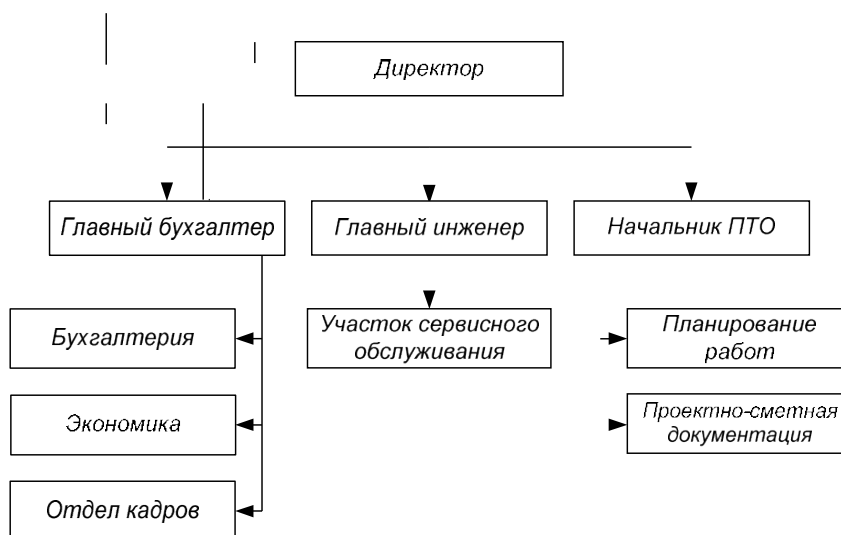 Директор
Главный бухгалтер
Главный инженер
Начальник ПТО
Бухгалтерия
Участок сервисного
обслуживания
Планирование
работ
Экономика
Проектно-сметная
документация
Отдел кадров